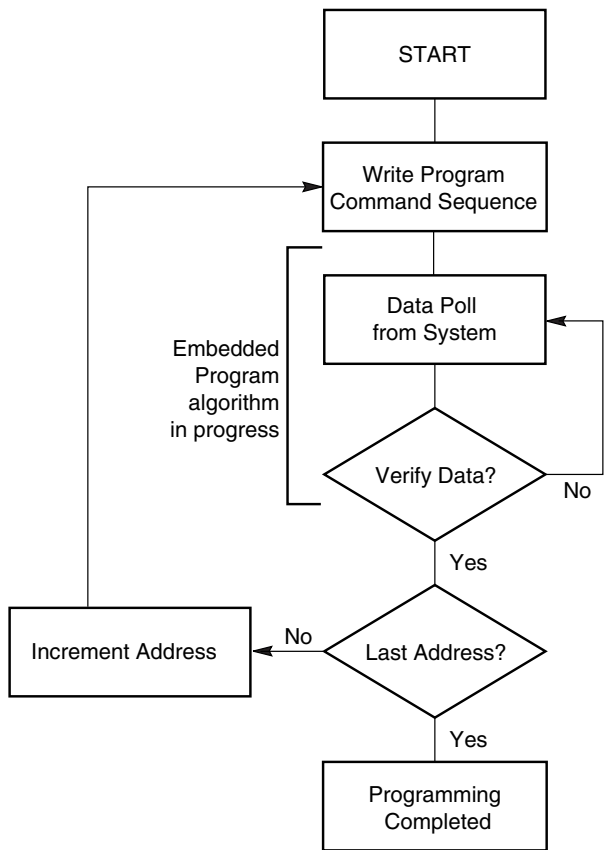 START
Write Program
Command Sequence
Data Poll
from System
Embedded
Program
algorithm
in progress
Verify Data?
No
Yes
Increment Address
No
Last Address?
Yes
Programming
Completed